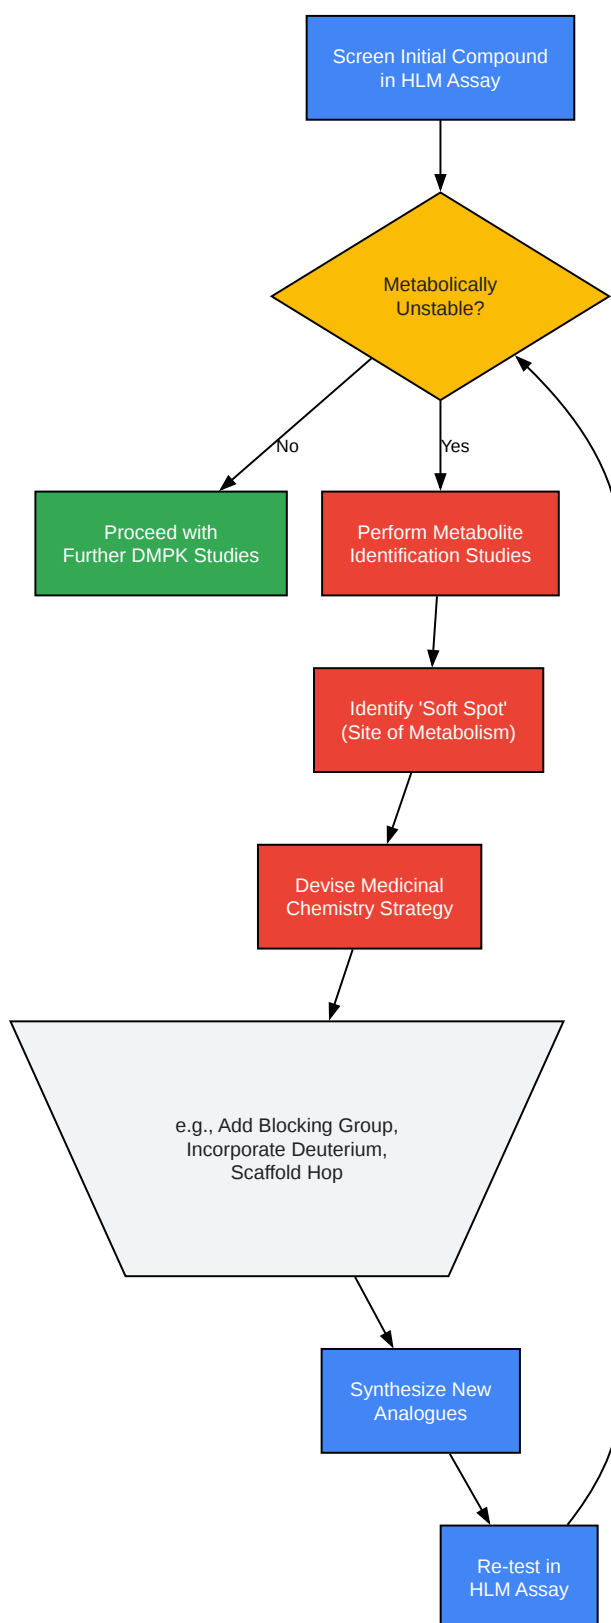 Screen Initial Compound
in HLM Assay
Metabolically
Unstable?
No
Yes
Proceed with
Further DMPK Studies
Perform Metabolite
Identification Studies
Identify 'Soft Spot'
(Site of Metabolism)
Devise Medicinal
Chemistry Strategy
e.g., Add Blocking Group,
Incorporate Deuterium,
Scaffold Hop
Synthesize New
Analogues
Re-test in
HLM Assay